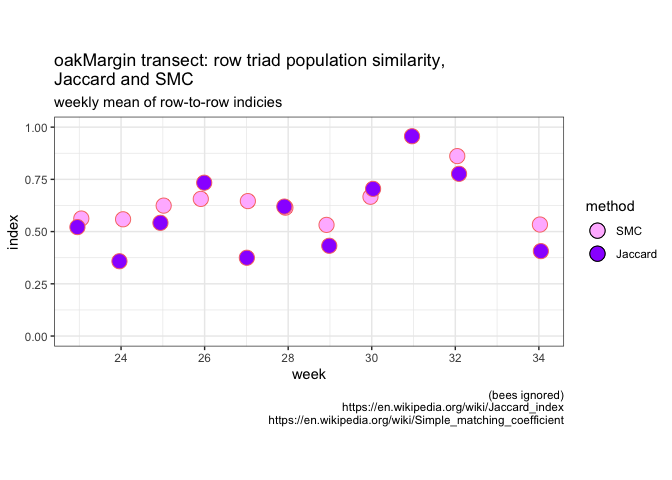 oakMargin transect: row triad population similarity,
Jaccard and SMC
weekly mean of row-to-row indicies
1.00
0.75
0.50
0.25
0.00
index
24 26 28 30 32 34
week
method
SMC
Jaccard
(bees ignored)
https://en.wikipedia.org/wiki/Jaccard_index
https://en.wikipedia.org/wiki/Simple_matching_coefficient